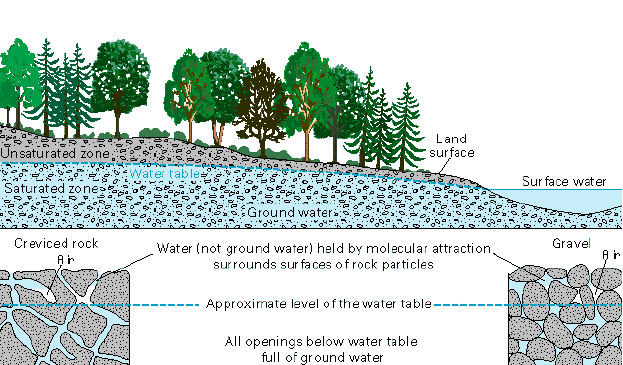 Land
surface
Unsaturated zone
Water table
Surface water
Saturated zone
Ground water
Creviced rock
Water (not ground water) held by molecular attraction
surrounds surfaces of rock particles
Gravel
Air
Air
Approximate level of the water table
All openings below water table
full of ground water